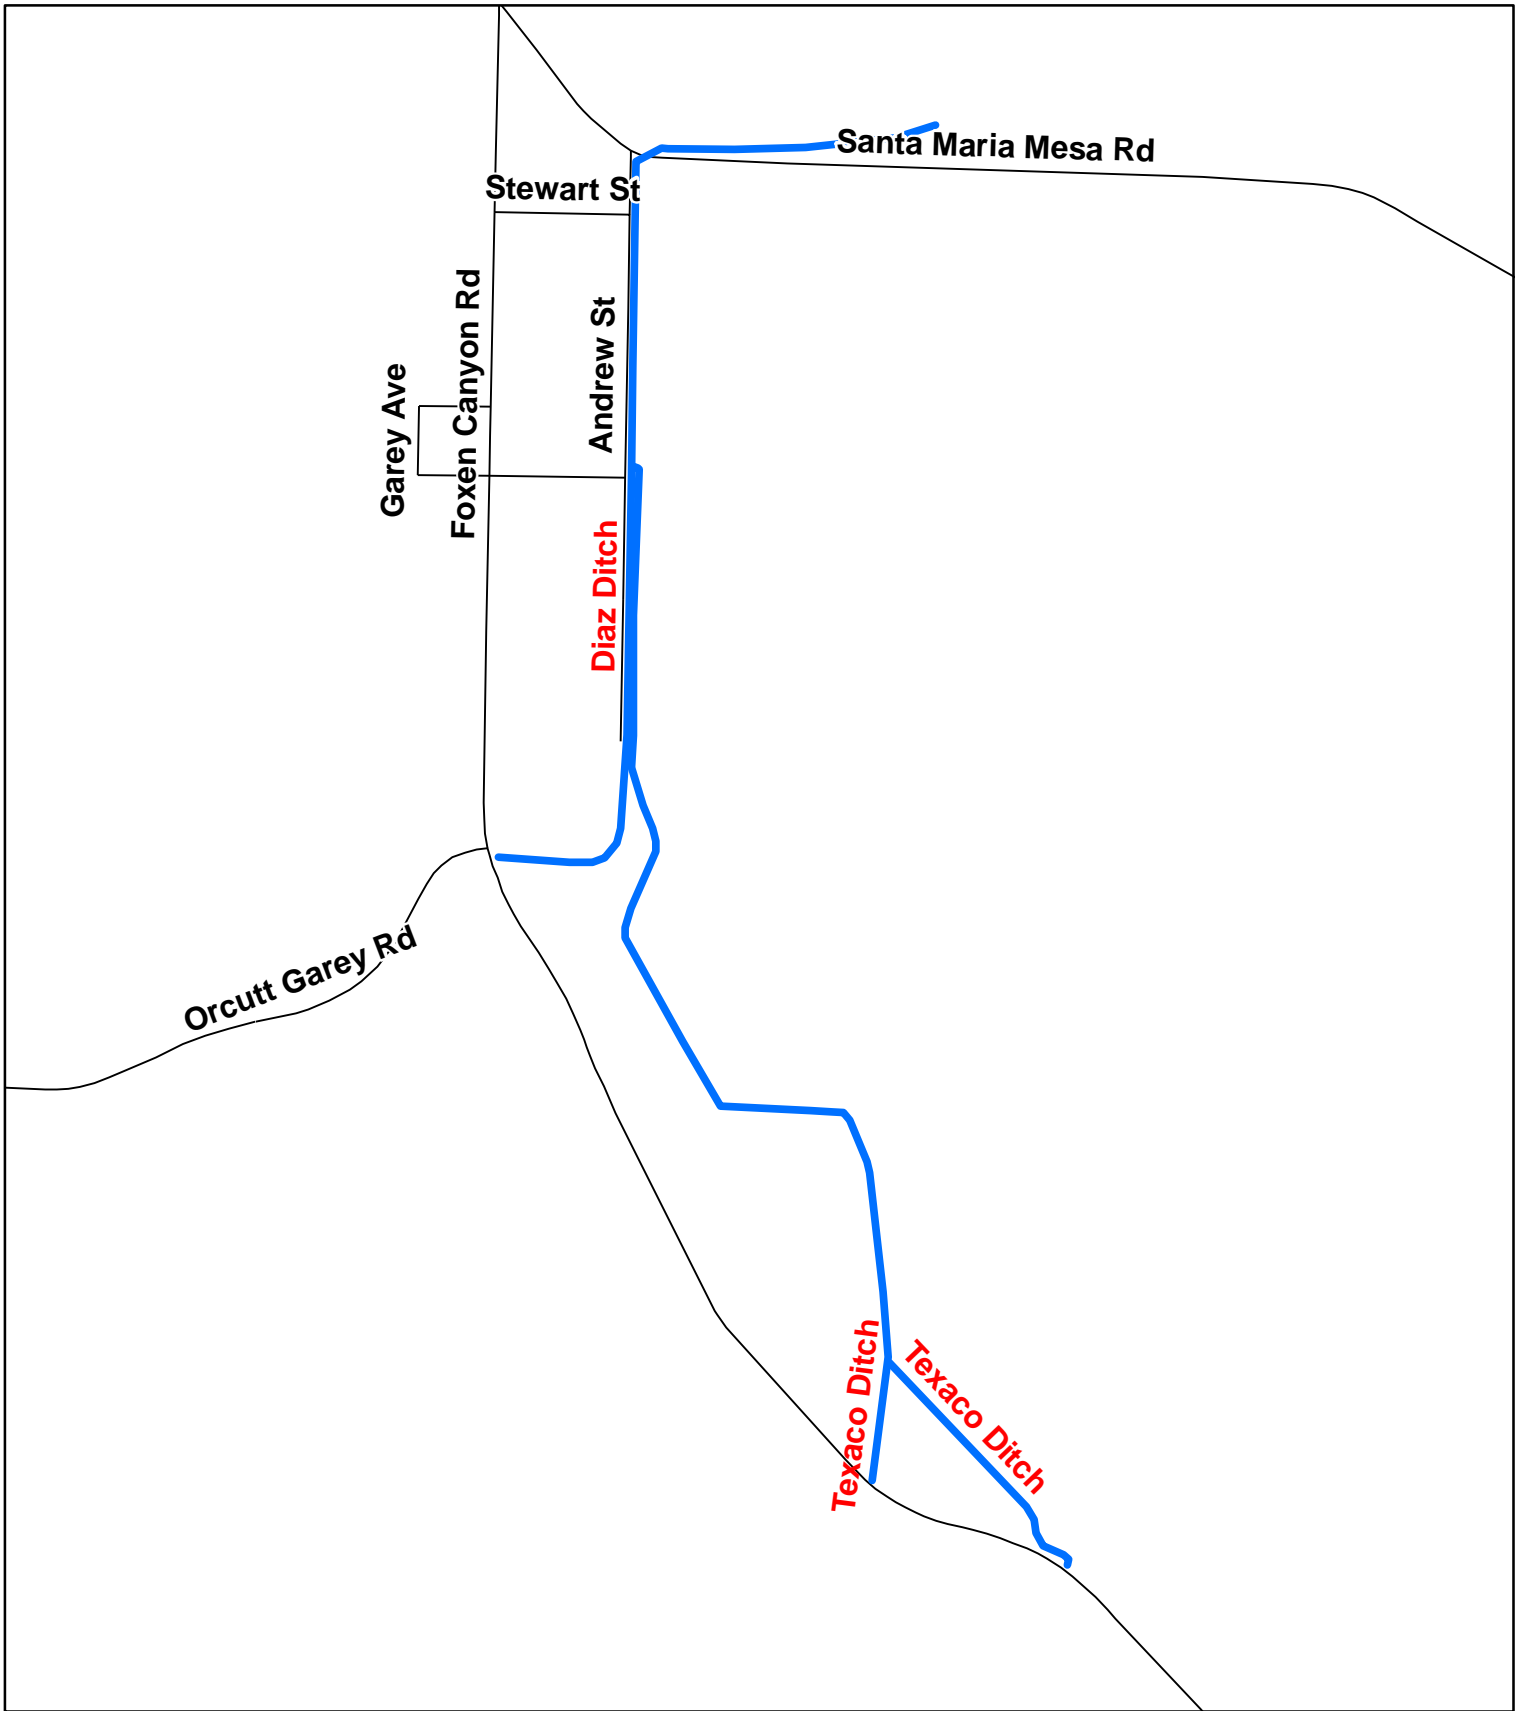 Santa Maria Mesa Rd
Stewart St
Foxen Canyon Rd
Andrew St
Garey Ave
Diaz Ditch
Orcutt Garey Rd
Texaco Ditch
Texaco Ditch